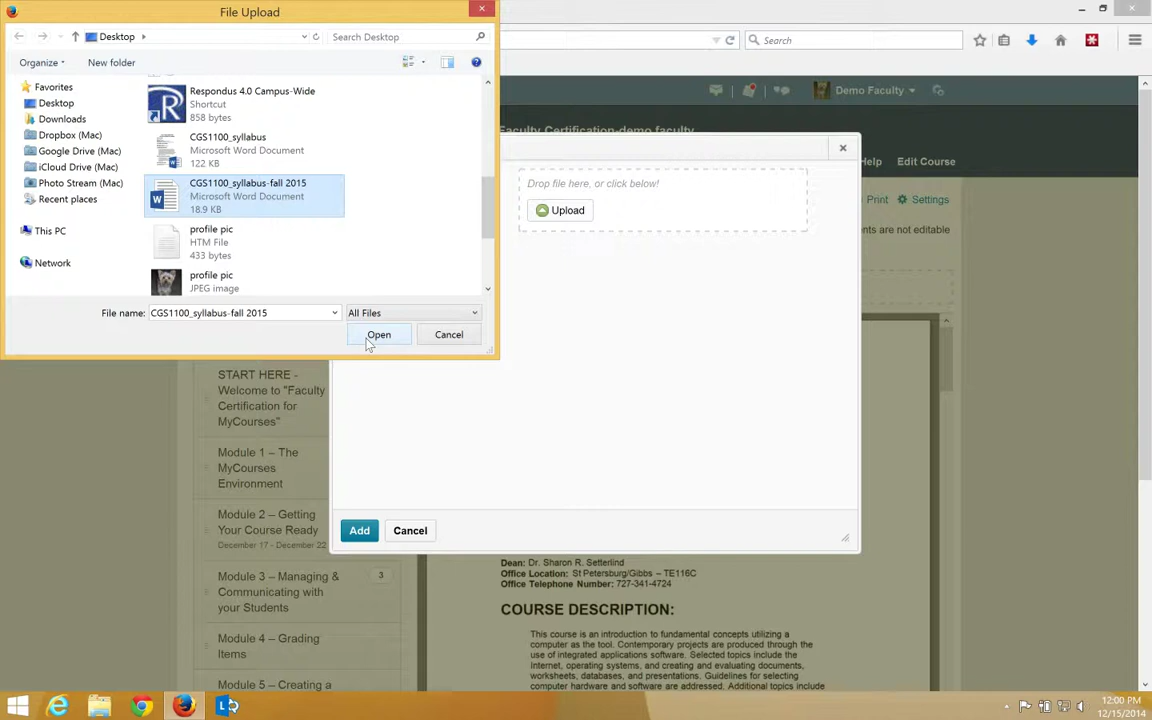 File Upload
Desktop
Search Desktop
Organize
New folder
Favorites
Desktop
Downloads
Dropbox (Mac)
Google Drive (Mac)
iCloud Drive (Mac)
Photo Stream (Mac)
Recent places
This PC
Network
Respondus 4.0 Campus-Wide
Shortcut
858 bytes
CGS1100_syllabus
Microsoft Word Document
122 KB
CGS1100_syllabus-fall 2015
Microsoft Word Document
18.9 KB
profile pic
HTM File
433 bytes
profile pic
JPEG image
File name: CGS1100_syllabus-fall 2015
All Files
Open
Cancel
Search
Demo Faculty
Faculty Certification-demo faculty
Help
Edit Course
Print
Settings
nts are not editable
Drop file here, or click below!
Upload
Add
Cancel
START HERE -
Welcome to "Faculty
Certification for
MyCourses"
Module 1 – The
MyCourses
Environment
Module 2 – Getting
Your Course Ready
December 17 - December 22
Module 3 – Managing &
Communicating with
your Students
3
Module 4 – Grading
Items
Module 5 – Creating a
Dean: Dr. Sharon R. Setterlind
Office Location: St Petersburg/Gibbs – TE116C
Office Telephone Number: 727-341-4724
COURSE DESCRIPTION:
This course is an introduction to fundamental concepts utilizing a
computer as the tool. Contemporary projects are produced through the
use of integrated applications software. Selected topics include the
Internet, operating systems, and creating and evaluating documents,
worksheets, databases, and presentations. Guidelines for selecting
computer hardware and software are addressed. Additional topics include
12:00 PM
12/15/2014